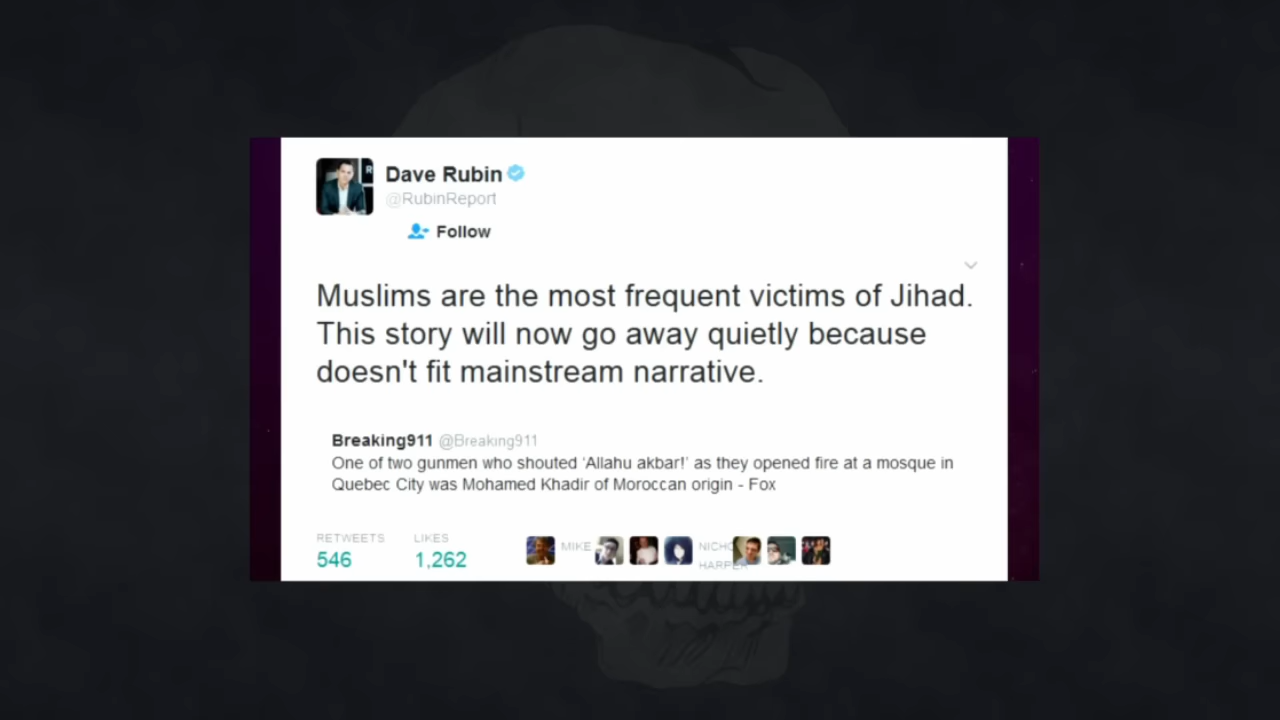 Dave Rubin
@RubinReport
Follow
Muslims are the most frequent victims of Jihad.
This story will now go away quietly because
doesn't fit mainstream narrative.
Breaking911 @Breaking911
One of two gunmen who shouted 'Allahu akbar!' as they opened fire at a mosque in
Quebec City was Mohamed Khadir of Moroccan origin - Fox
RETWEETS LIKES
546 1,262
MIKE